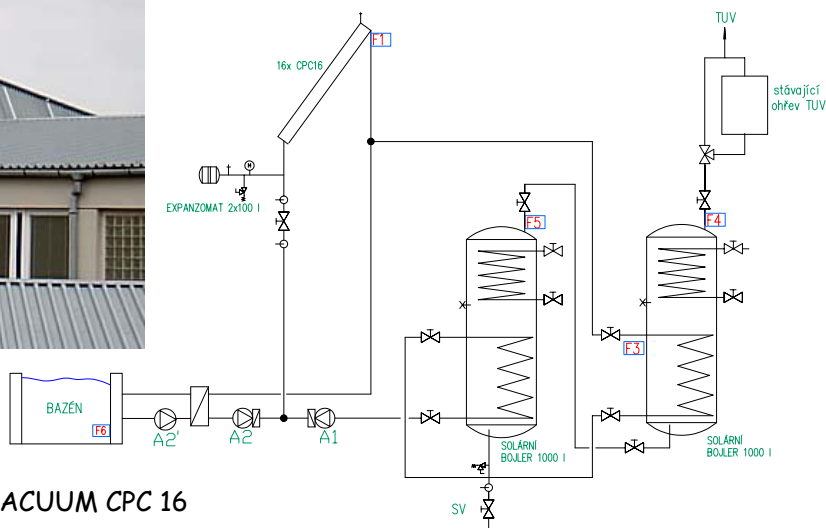 TUV
F1
16x CPC16
stávající
ohřev TUV
M
EXPANZOMAT 2x100 l
F5
F4
F3
BAZÉN
F6
A2'
A2
A1
SOLÁRNÍ
BOJLER 1000 l
SOLÁRNÍ
BOJLER 1000 l
ACUUM CPC 16
SV